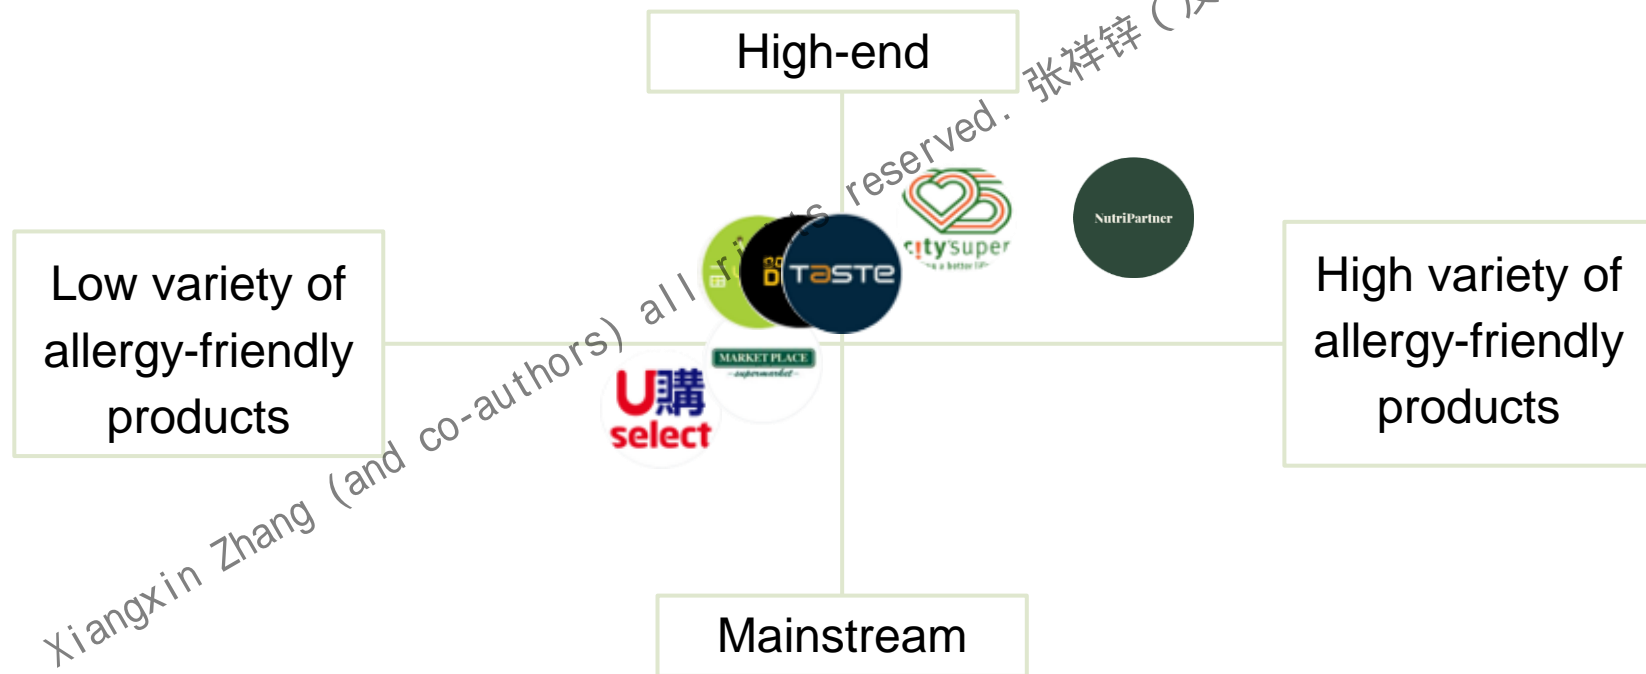 High-end
Xiangxin Zhang (and co-authors) all rights reserved. 张祥锌（及
NutriPartner
city'super
TASTE
Low variety of
allergy-friendly
products
High variety of
allergy-friendly
products
MARKET PLACE
supermarket
U購
select
Mainstream